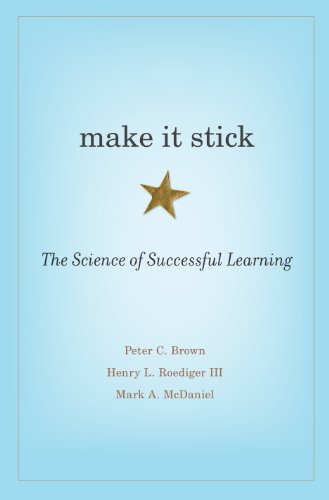 make it stick
The Science of Successful Learning
Peter C. Brown
Henry L. Roediger III
Mark A. McDaniel